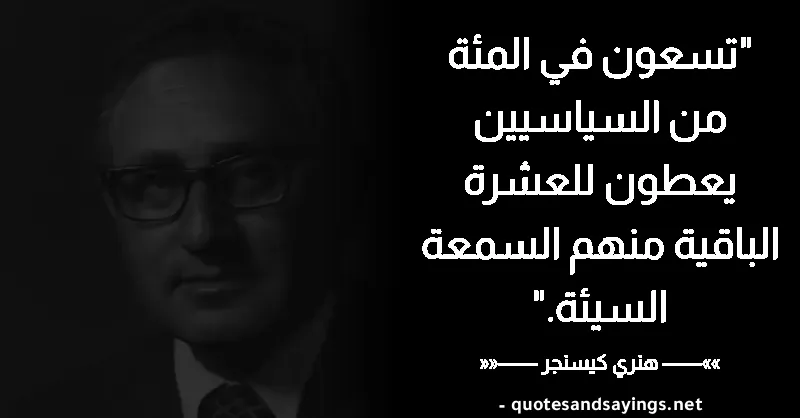 "تسعون في المئة
من السياسيين
يعطون للعشرة
الباقية منهم السمعة
السيئة."
»»—— هنري كيسنجر ——««
- quotesandsayings.net